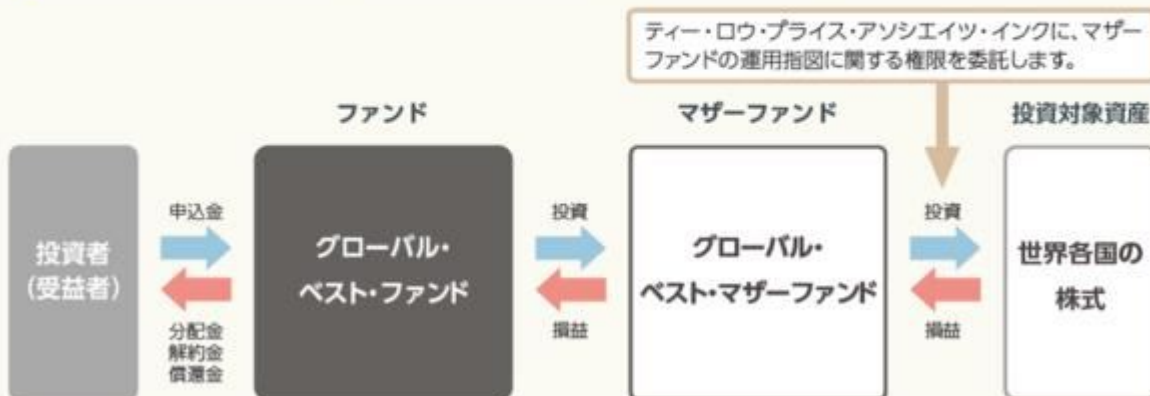 ティー・ロウ・プライス・アソシエイツ・インクに、マザー
ファンドの運用指図に関する権限を委託します。
ファンド
マザーファンド
投資対象資産
投資者
(受益者)
申込金
分配金
解約金
償還金
グローバル・
ベスト・ファンド
投資
損益
グローバル・
ベスト・マザーファンド
投資
損益
世界各国の
株式